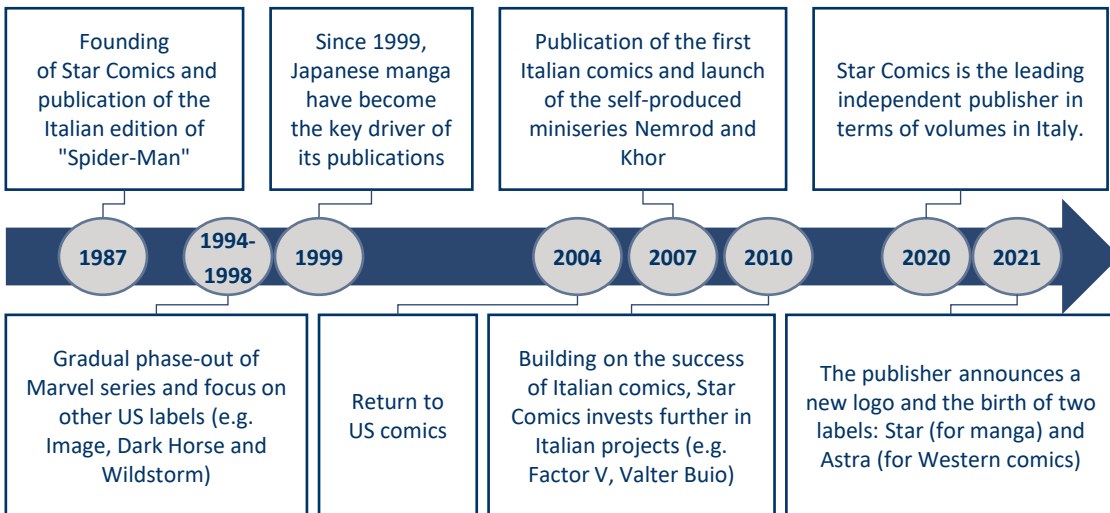 Founding
of Star Comics and
publication of the
Italian edition of
"Spider-Man"
Since 1999,
Japanese manga
have become
the key driver of
its publications
Publication of the first
Italian comics and launch
of the self-produced
miniseries Nemrod and
Khor
Star Comics is the leading
independent publisher in
terms of volumes in Italy.
1987
1994-
1998
1999
2004
2007
2010
2020
2021
Gradual phase-out of
Marvel series and focus on
other US labels (e.g.
Image, Dark Horse and
Wildstorm)
Return to
US comics
Building on the success
of Italian comics, Star
Comics invests further in
Italian projects (e.g.
Factor V, Valter Buio)
The publisher announces a
new logo and the birth of two
labels: Star (for manga) and
Astra (for Western comics)